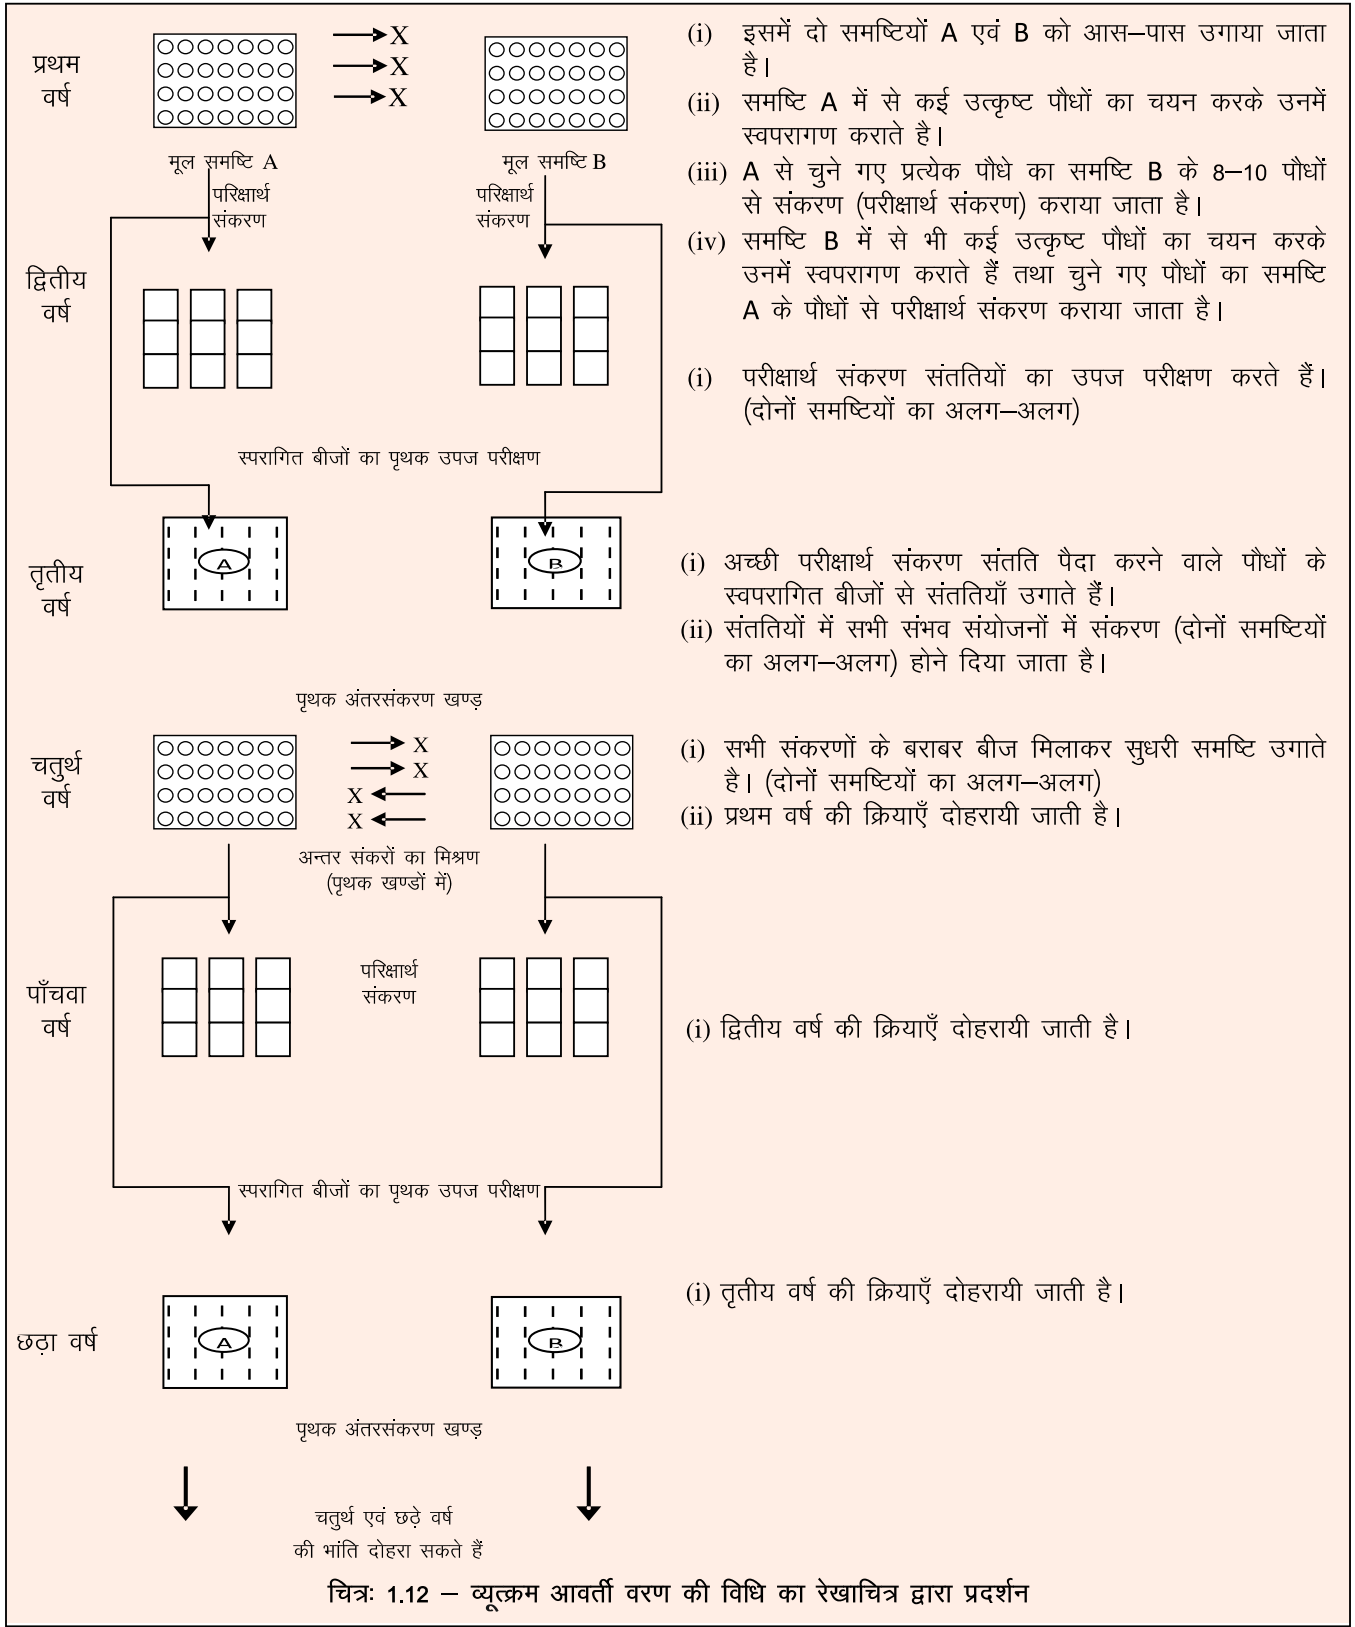 प्रथम
वर्ष
X
X
X
मूल समष्टि A
मूल समष्टि B
परिक्षार्थ
संकरण
परिक्षार्थ
संकरण
(i) इसमें दो समष्टियों A एवं B को आस–पास उगाया जाता
है।
(ii) समष्टि A में से कई उत्कृष्ट पौधों का चयन करके उनमें
स्वपरागण कराते है।
(iii) A से चुने गए प्रत्येक पौधे का समष्टि B के 8–10 पौधों
से संकरण (परीक्षार्थ संकरण) कराया जाता है।
(iv) समष्टि B में से भी कई उत्कृष्ट पौधों का चयन करके
उनमें स्वपरागण कराते हैं तथा चुने गए पौधों का समष्टि
A के पौधों से परीक्षार्थ संकरण कराया जाता है।
द्वितीय
वर्ष
(i) परीक्षार्थ संकरण संततियों का उपज परीक्षण करते हैं।
(दोनों समष्टियों का अलग–अलग)
स्परागित बीजों का पृथक उपज परीक्षण
तृतीय
वर्ष
A
B
(i) अच्छी परीक्षार्थ संकरण संतति पैदा करने वाले पौधों के
स्वपरागित बीजों से संततियाँ उगाते हैं।
(ii) संततियों में सभी संभव संयोजनों में संकरण (दोनों समष्टियों
का अलग–अलग) होने दिया जाता है।
पृथक अंतरसंकरण खण्ड़
चतुर्थ
वर्ष
X
X
X
X
(i) सभी संकरणों के बराबर बीज मिलाकर सुधरी समष्टि उगाते
है। (दोनों समष्टियों का अलग–अलग)
(ii) प्रथम वर्ष की क्रियाएँ दोहरायी जाती है।
अन्तर संकरों का मिश्रण
(पृथक खण्डों में)
पाँचवा
वर्ष
परिक्षार्थ
संकरण
(i) द्वितीय वर्ष की क्रियाएँ दोहरायी जाती है।
स्परागित बीजों का पृथक उपज परीक्षण
छठ़ा वर्ष
A
B
(i) तृतीय वर्ष की क्रियाएँ दोहरायी जाती है।
पृथक अंतरसंकरण खण्ड़
चतुर्थ एवं छठ़े वर्ष
की भांति दोहरा सकते हैं
चित्रः 1.12 – व्यूत्क्रम आवर्ती वरण की विधि का रेखाचित्र द्वारा प्रदर्शन